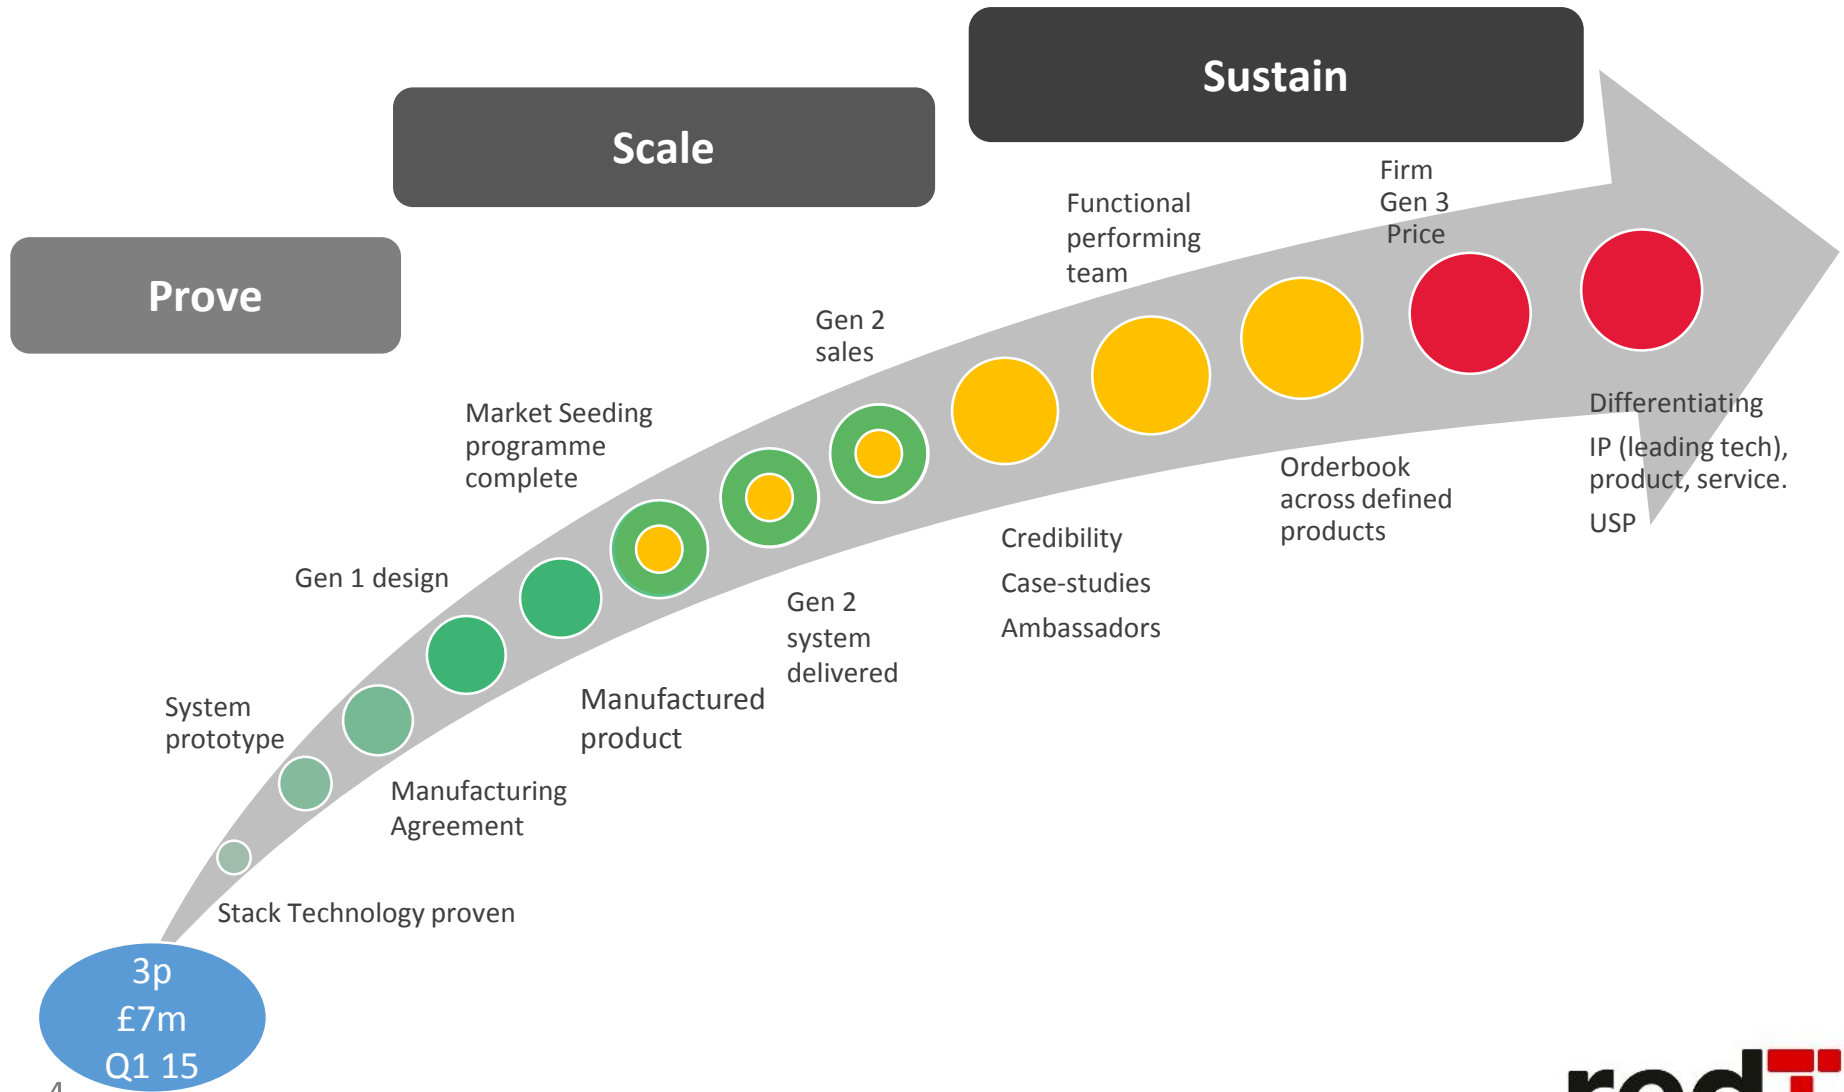 Sustain
Scale
Prove
Firm
Gen 3
Price
Functional
performing
team
Gen 2
sales
Market Seeding
programme
complete
Gen 1 design
System
prototype
Differentiating
IP (leading tech),
product, service.
USP
Orderbook
across defined
products
Credibility
Case-studies
Ambassadors
Gen 2
system
delivered
Manufactured
product
Manufacturing
Agreement
Stack Technology proven
3p
£7m
Q1 15
4
redT